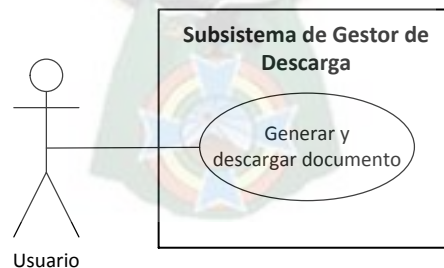 Subsistema de Gestor de
Descarga
Generar y
descargar documento
Usuario